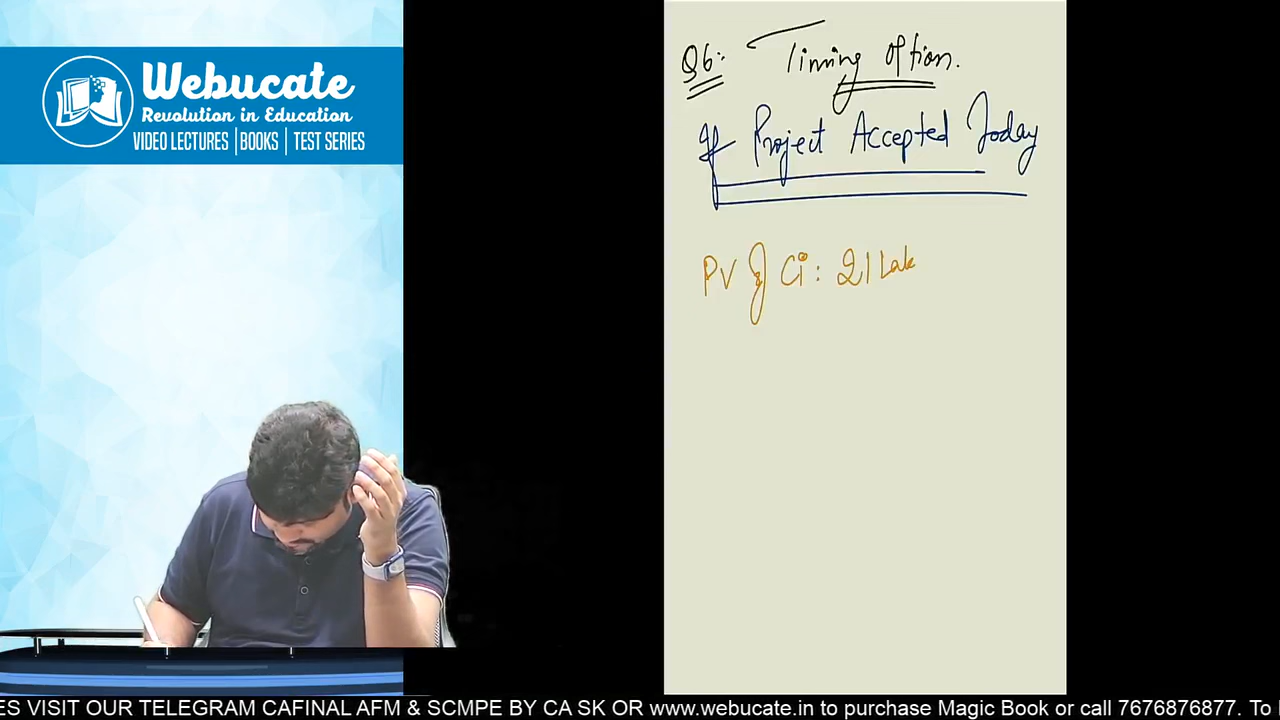 Webucate
Revolution in Education
VIDEO LECTURES | BOOKS | TEST SERIES
Q6: Timing option.
If Project Accepted Today
PV of Ci: 21 Lak
ES VISIT OUR TELEGRAM CAFINAL AFM & SCMPE BY CA SK OR www.webucate.in to purchase Magic Book or call 7676876877. To